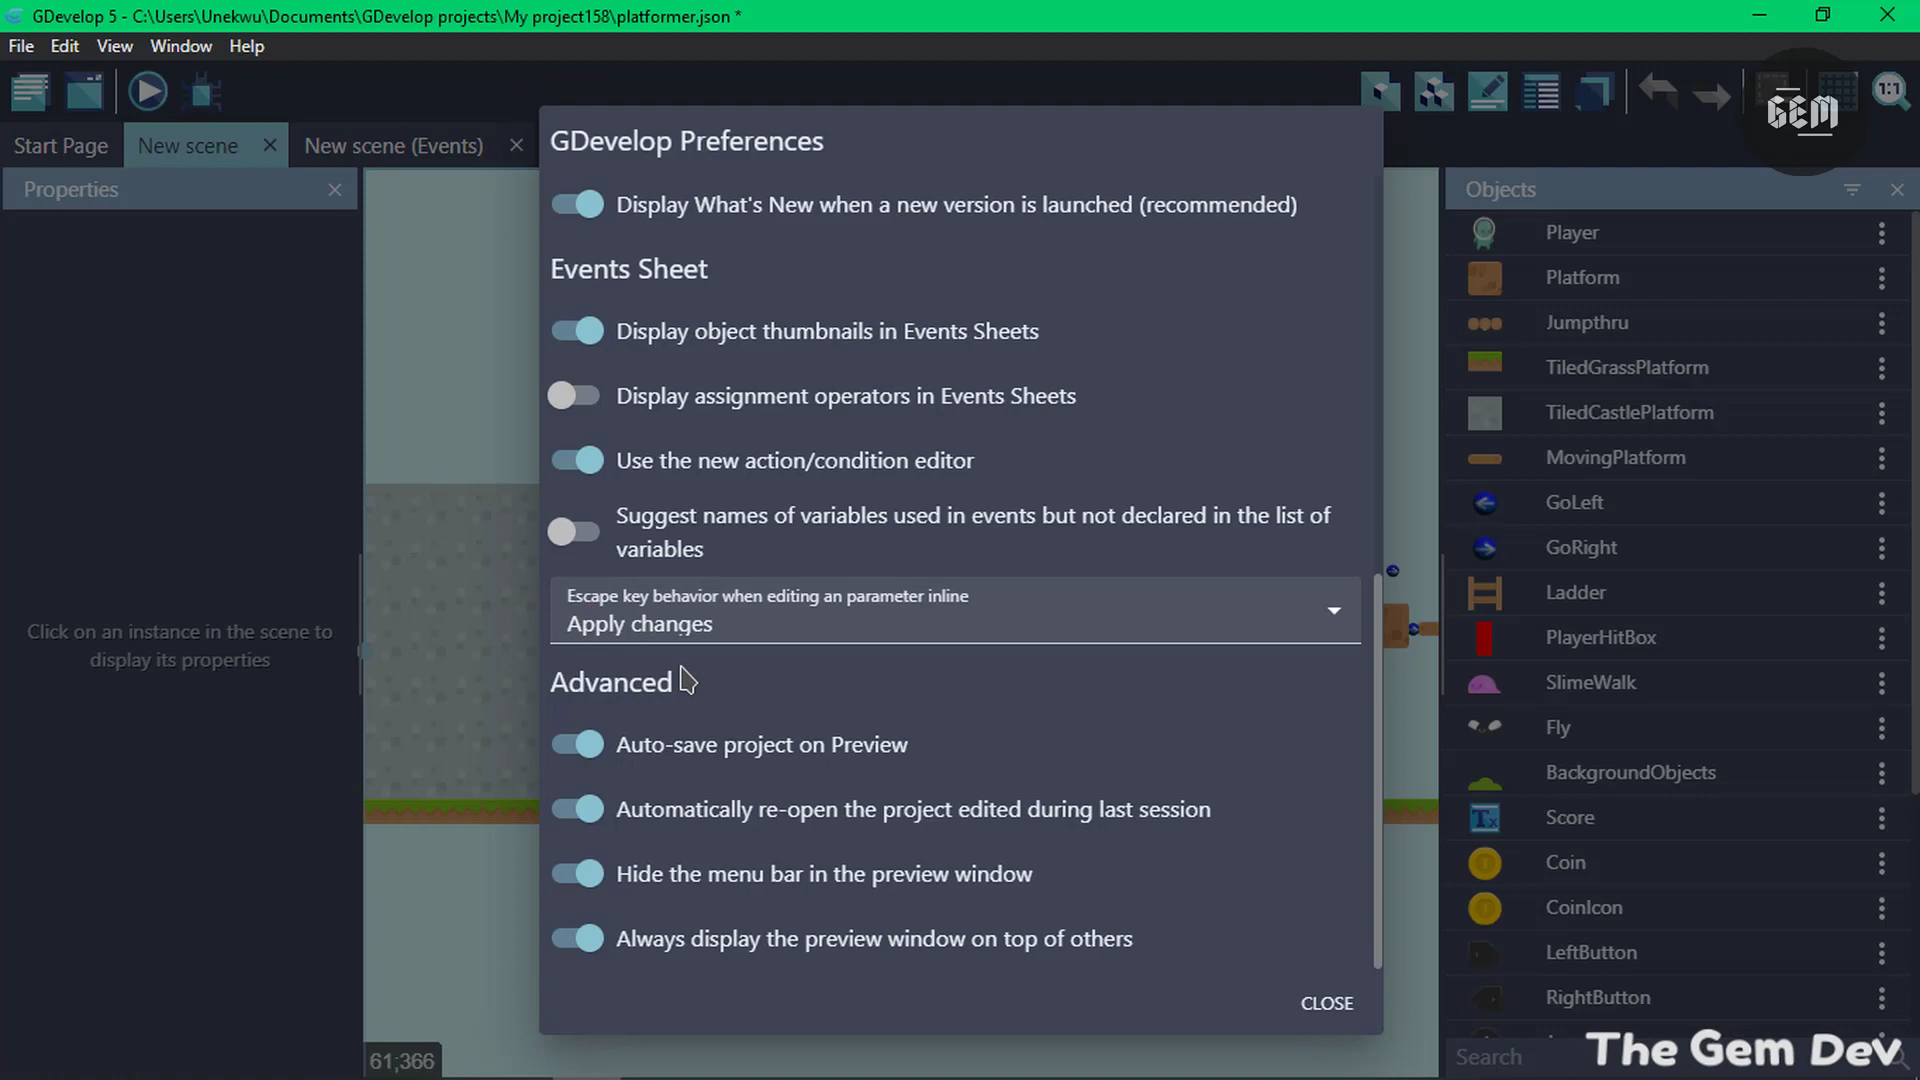 GDevelop 5 - C:\Users\Unekwu\Documents\GDevelop projects\My project158\platformer.json *
File Edit View Window Help
1:1
GEM
Start Page
New scene
New scene (Events)
Properties
Click on an instance in the scene to
display its properties
61;366
GDevelop Preferences
Display What's New when a new version is launched (recommended)
Events Sheet
Display object thumbnails in Events Sheets
Display assignment operators in Events Sheets
Use the new action/condition editor
Suggest names of variables used in events but not declared in the list of
variables
Escape key behavior when editing an parameter inline
Apply changes
Advanced
Auto-save project on Preview
Automatically re-open the project edited during last session
Hide the menu bar in the preview window
Always display the preview window on top of others
CLOSE
Objects
Player
Platform
Jumpthru
TiledGrassPlatform
TiledCastlePlatform
MovingPlatform
GoLeft
GoRight
Ladder
PlayerHitBox
SlimeWalk
Fly
BackgroundObjects
Tx
Score
Coin
CoinIcon
LeftButton
RightButton
Search
The Gem Dev